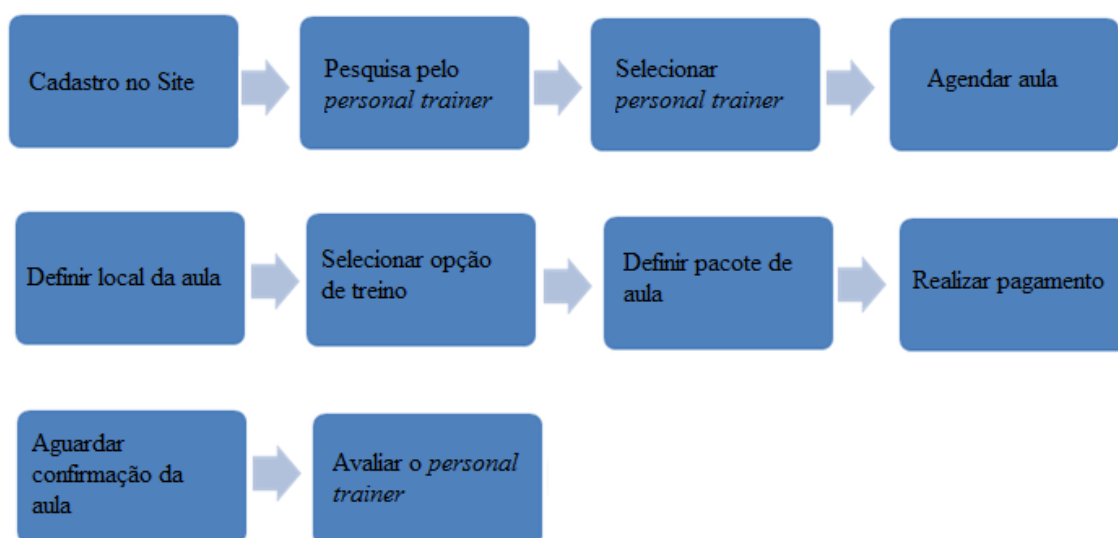 Cadastro no Site
Pesquisa pelo
personal trainer
Selecionar
personal trainer
Agendar aula
Definir local da aula
Selecionar opção
de treino
Definir pacote de
aula
Realizar pagamento
Aguardar
confirmação da
aula
Avaliar o personal
trainer